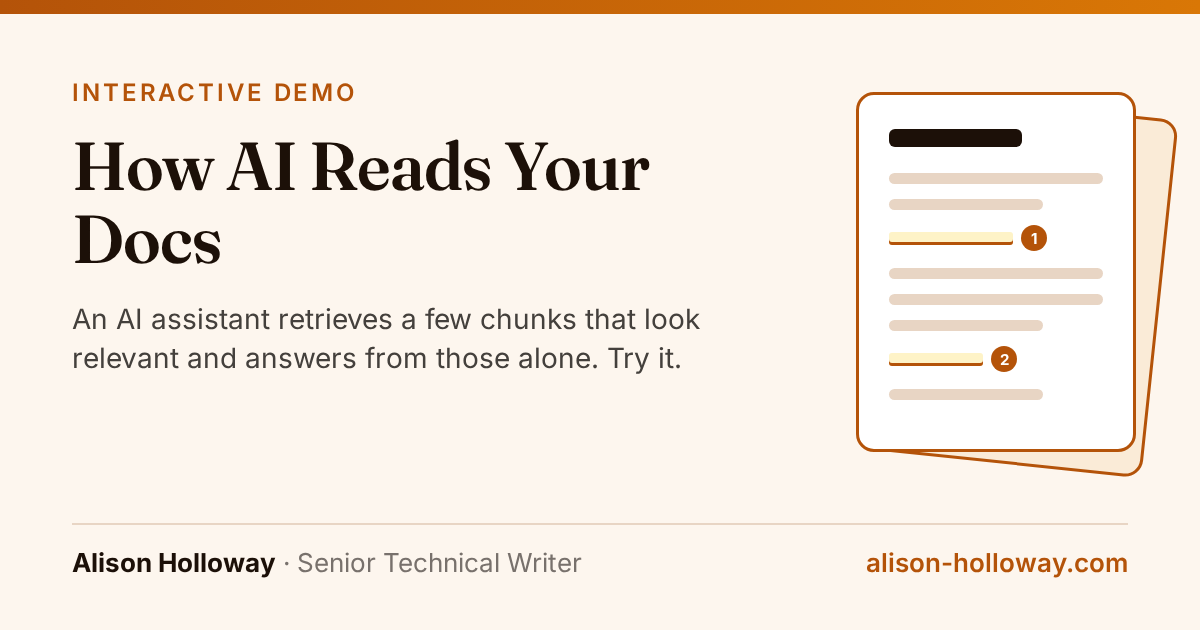 INTERACTIVE DEMO
How AI Reads Your
Docs
An AI assistant retrieves a few chunks that look
relevant and answers from those alone. Try it.
1
2
Alison Holloway · Senior Technical Writer
alison-holloway.com